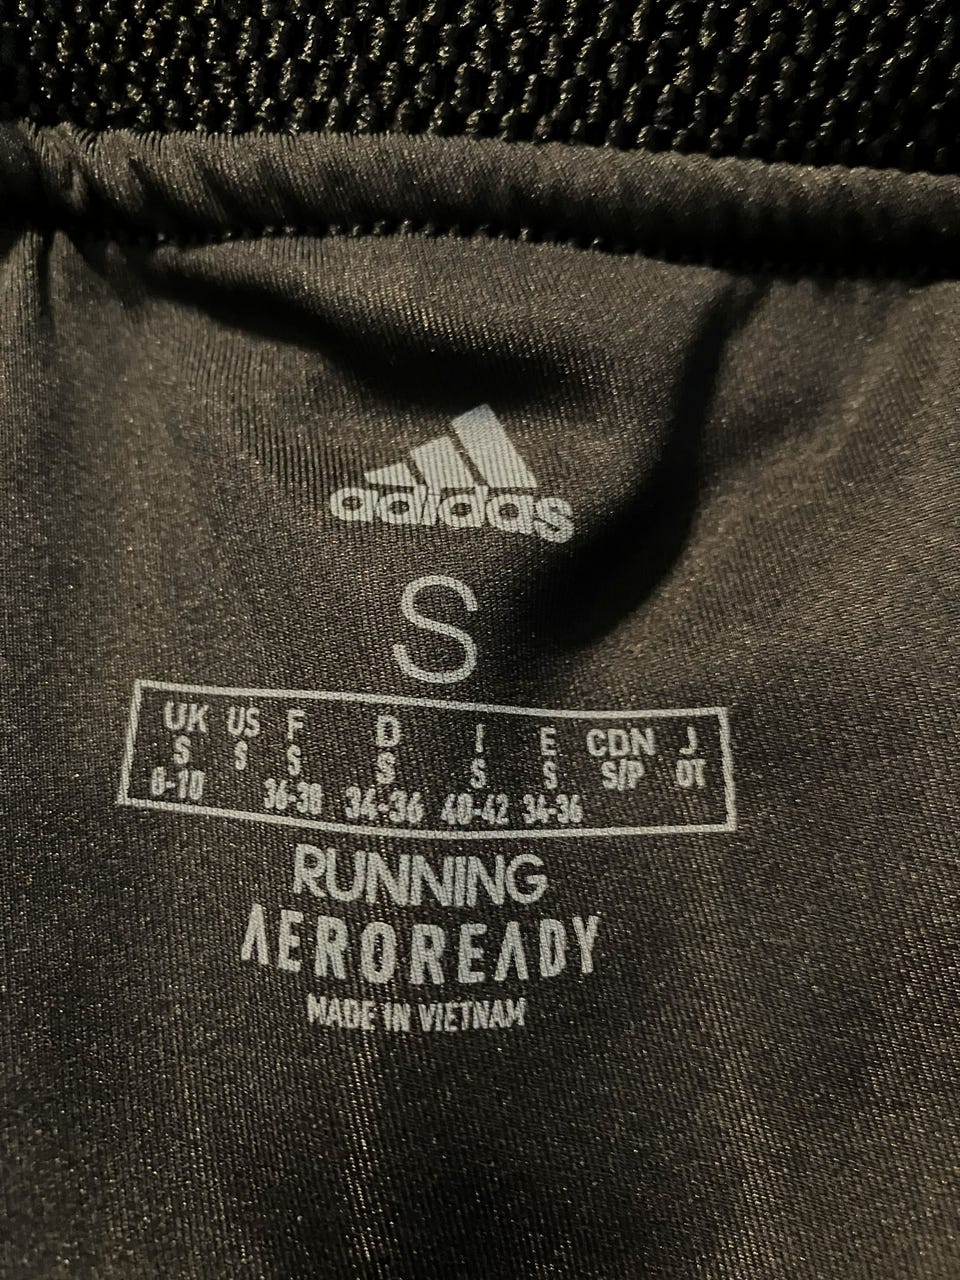 adidas
S
UK US F D I E CDN J
S S S S S S S/P OT
8-10 36-38 34-36 40-42 34-36
RUNNING
AEROREADY
MADE IN VIETNAM